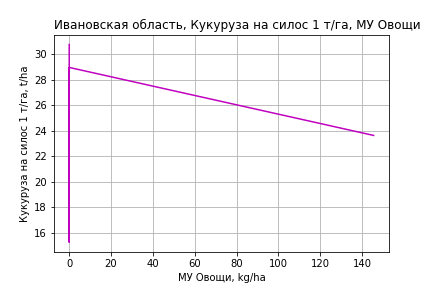 Ивановская область, Кукуруза на силос 1 т/га, МУ Овощи
Кукуруза на силос 1 т/га, t/ha
30
28
26
24
22
20
18
16
0 20 40 60 80 100 120 140
МУ Овощи, kg/ha